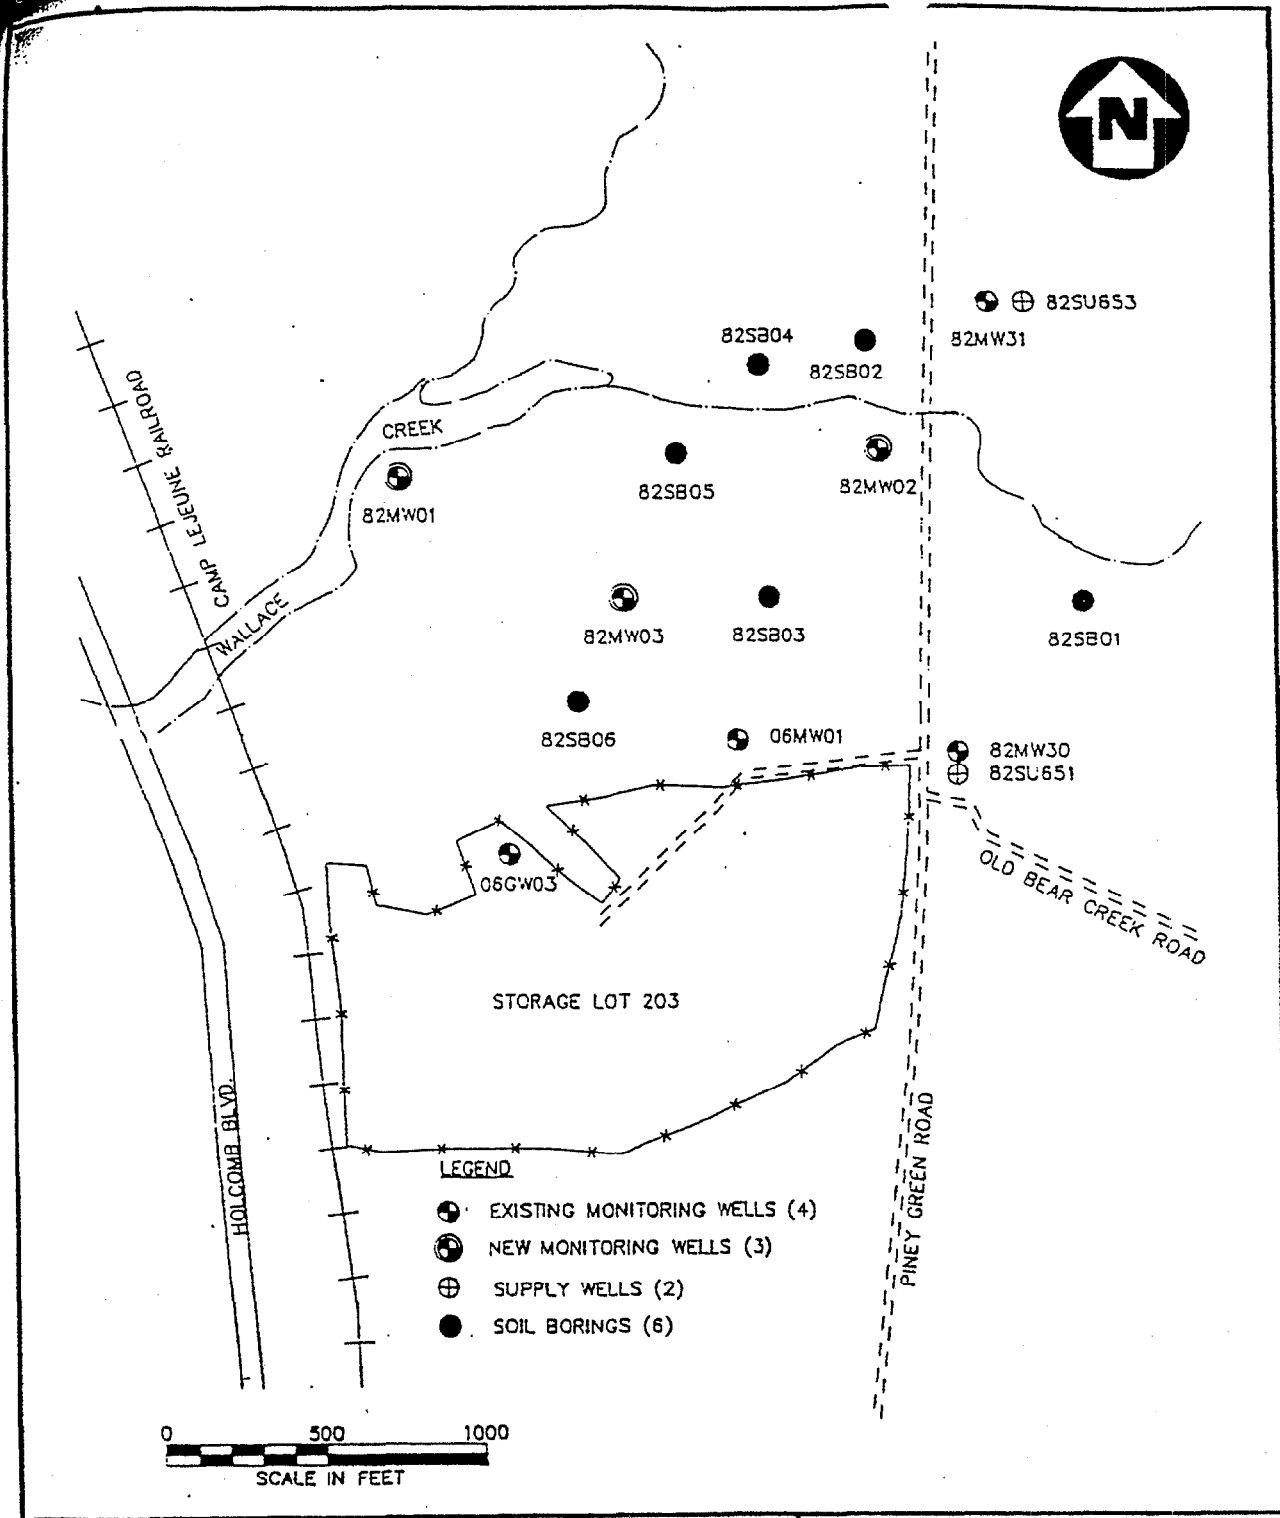 N
82SU653
82MW31
82SB04
82SB02
CAMP LEJEUNE RAILROAD
CREEK
82SB05
82MW02
82MW01
WALLACE
82MW03
82SB03
82SB01
82SB06
06MW01
82MW30
82SU651
OLD BEAR CREEK ROAD
06GW03
STORAGE LOT 203
HOLCOMB BLVD.
PINEY GREEN ROAD
LEGEND
EXISTING MONITORING WELLS (4)
NEW MONITORING WELLS (3)
SUPPLY WELLS (2)
SOIL BORINGS (6)
0 500 1000
SCALE IN FEET